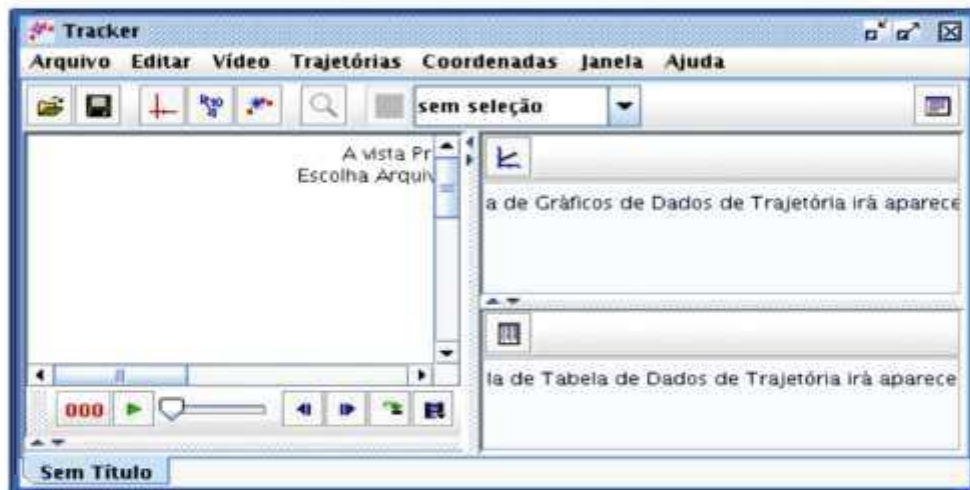 Tracker
Arquivo Editar Vídeo Trajetórias Coordenadas Janela Ajuda
sem seleção
A vista Pr
Escolha Arquiv
a de Gráficos de Dados de Trajetória irá aparece
la de Tabela de Dados de Trajetória irá aparece
000
Sem Título